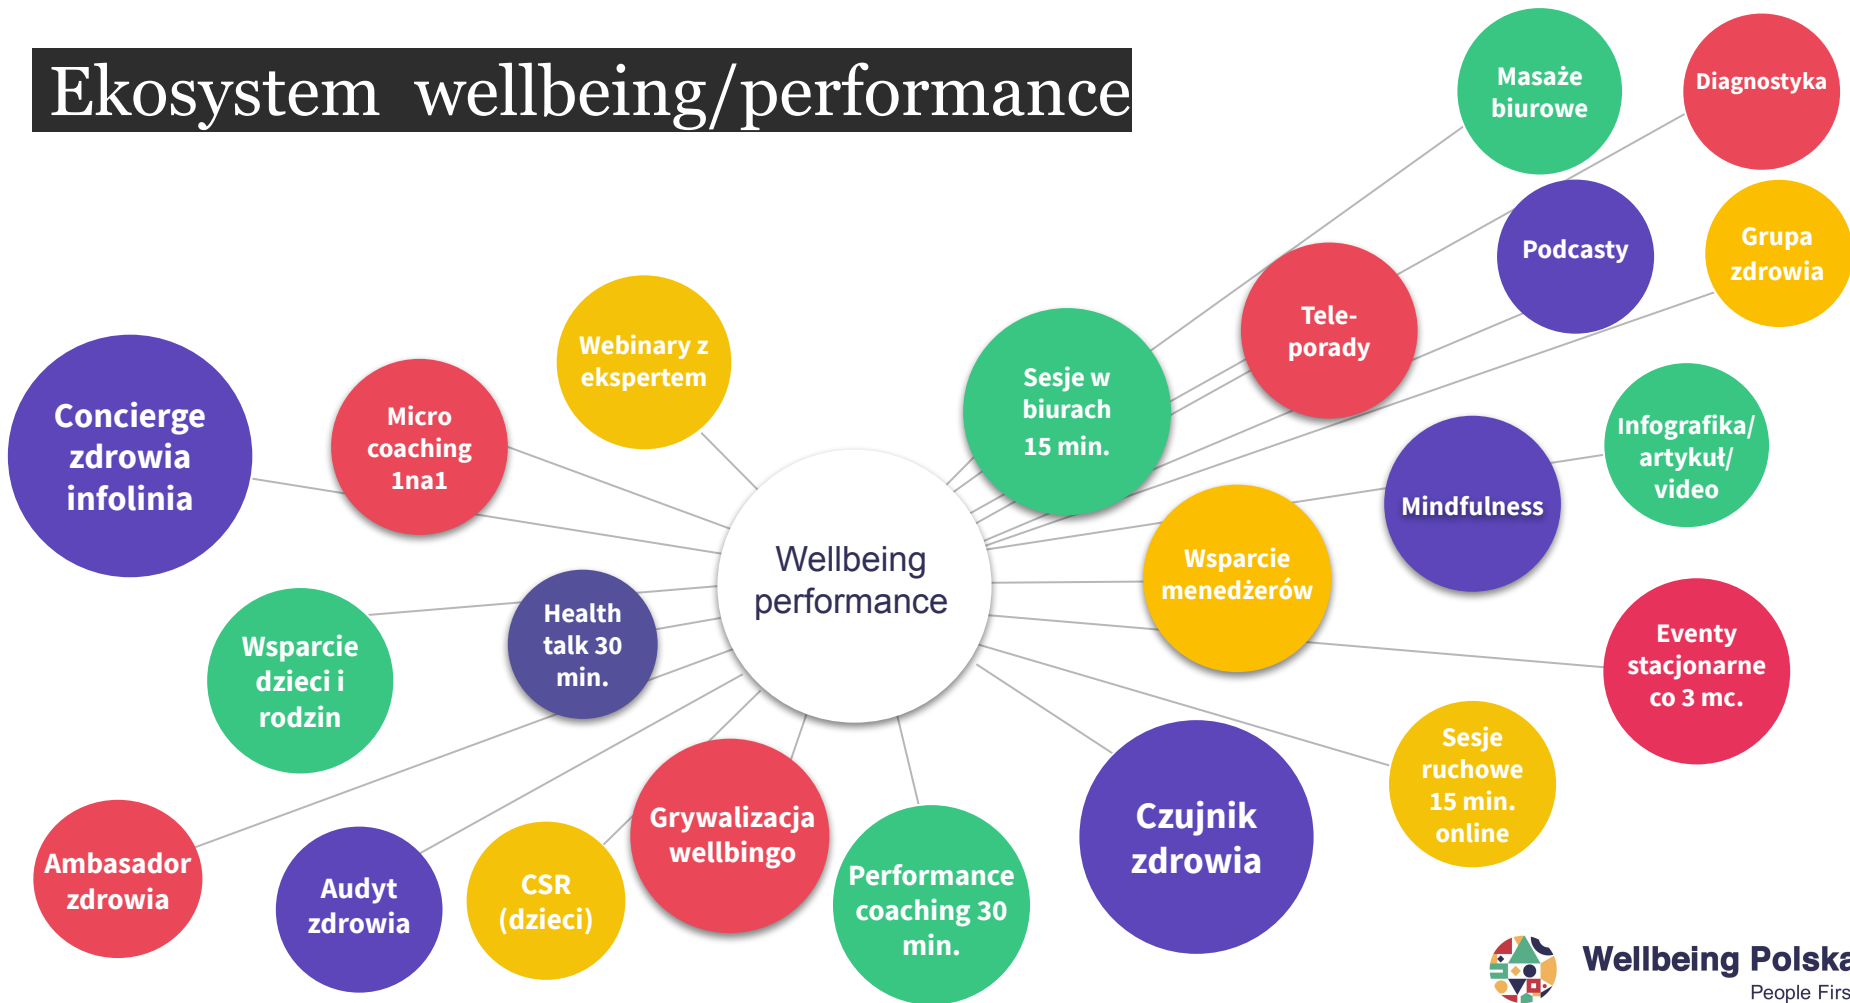 Ekosystem wellbeing/performance
Masaże
biurowe
Diagnostyka
Podcasty
Grupa
zdrowia
Tele-
porady
Webinary z
ekspertem
Sesje w
biurach
15 min.
Concierge
zdrowia
infolinia
Micro
coaching
1na1
Infografika/
artykuł/
video
Mindfulness
Wellbeing
performance
Wsparcie
menedżerów
Health
talk 30
min.
Wsparcie
dzieci i
rodzin
Eventy
stacjonarne
co 3 mc.
Sesje
ruchowe
15 min.
online
Czujnik
zdrowia
Grywalizacja
wellbingo
Performance
coaching 30
min.
CSR
(dzieci)
Audyt
zdrowia
Ambasador
zdrowia
Wellbeing Polska
People Firs